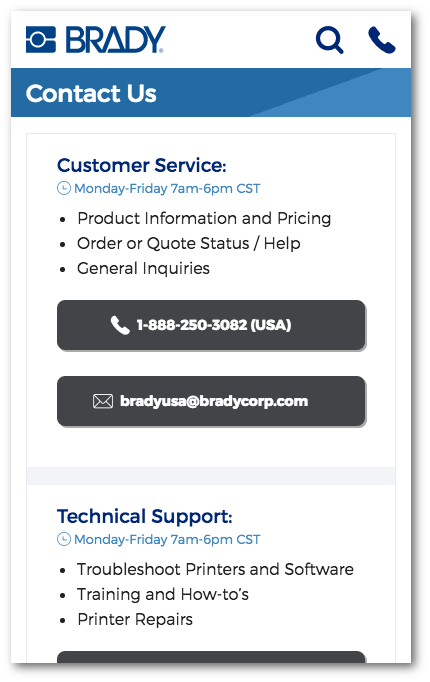 BRADY
Contact Us
Customer Service:
Monday-Friday 7am-6pm CST
• Product Information and Pricing
• Order or Quote Status / Help
• General Inquiries
1-888-250-3082 (USA)
bradyusa@bradycorp.com
Technical Support:
Monday-Friday 7am-6pm CST
• Troubleshoot Printers and Software
• Training and How-to’s
• Printer Repairs